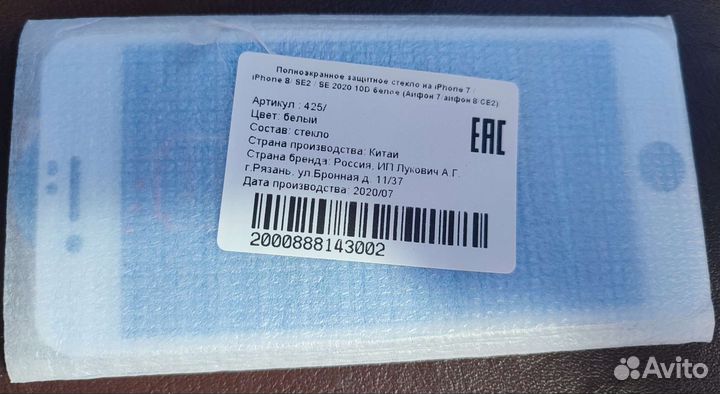 Полноэкранное защитное стекло на iPhone 7 /
iPhone 8/ SE2 / SE 2020 10D белое (Айфон 7/айфон 8/СЕ2)
Артикул : 425/
Цвет: белый
Состав: стекло
Страна производства: Китай
Страна бренда: Россия, ИП Лукович А.Г.
г.Рязань, ул.Бронная д. 11/37
Дата производства: 2020/07
EAC
2000888143002
Avito